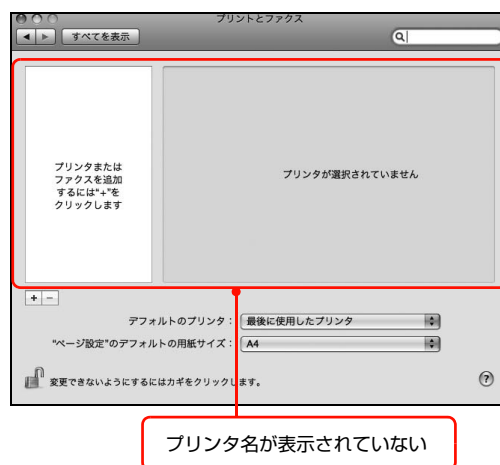 プリントとファクス
すべてを表示
プリンタまたは
ファクスを追加
するには"+"を
クリックします
プリンタが選択されていません
+ −
デフォルトのプリンタ： 最後に使用したプリンタ
"ページ設定"のデフォルトの用紙サイズ： A4
変更できないようにするにはカギをクリックします。 ?
プリンタ名が表示されていない